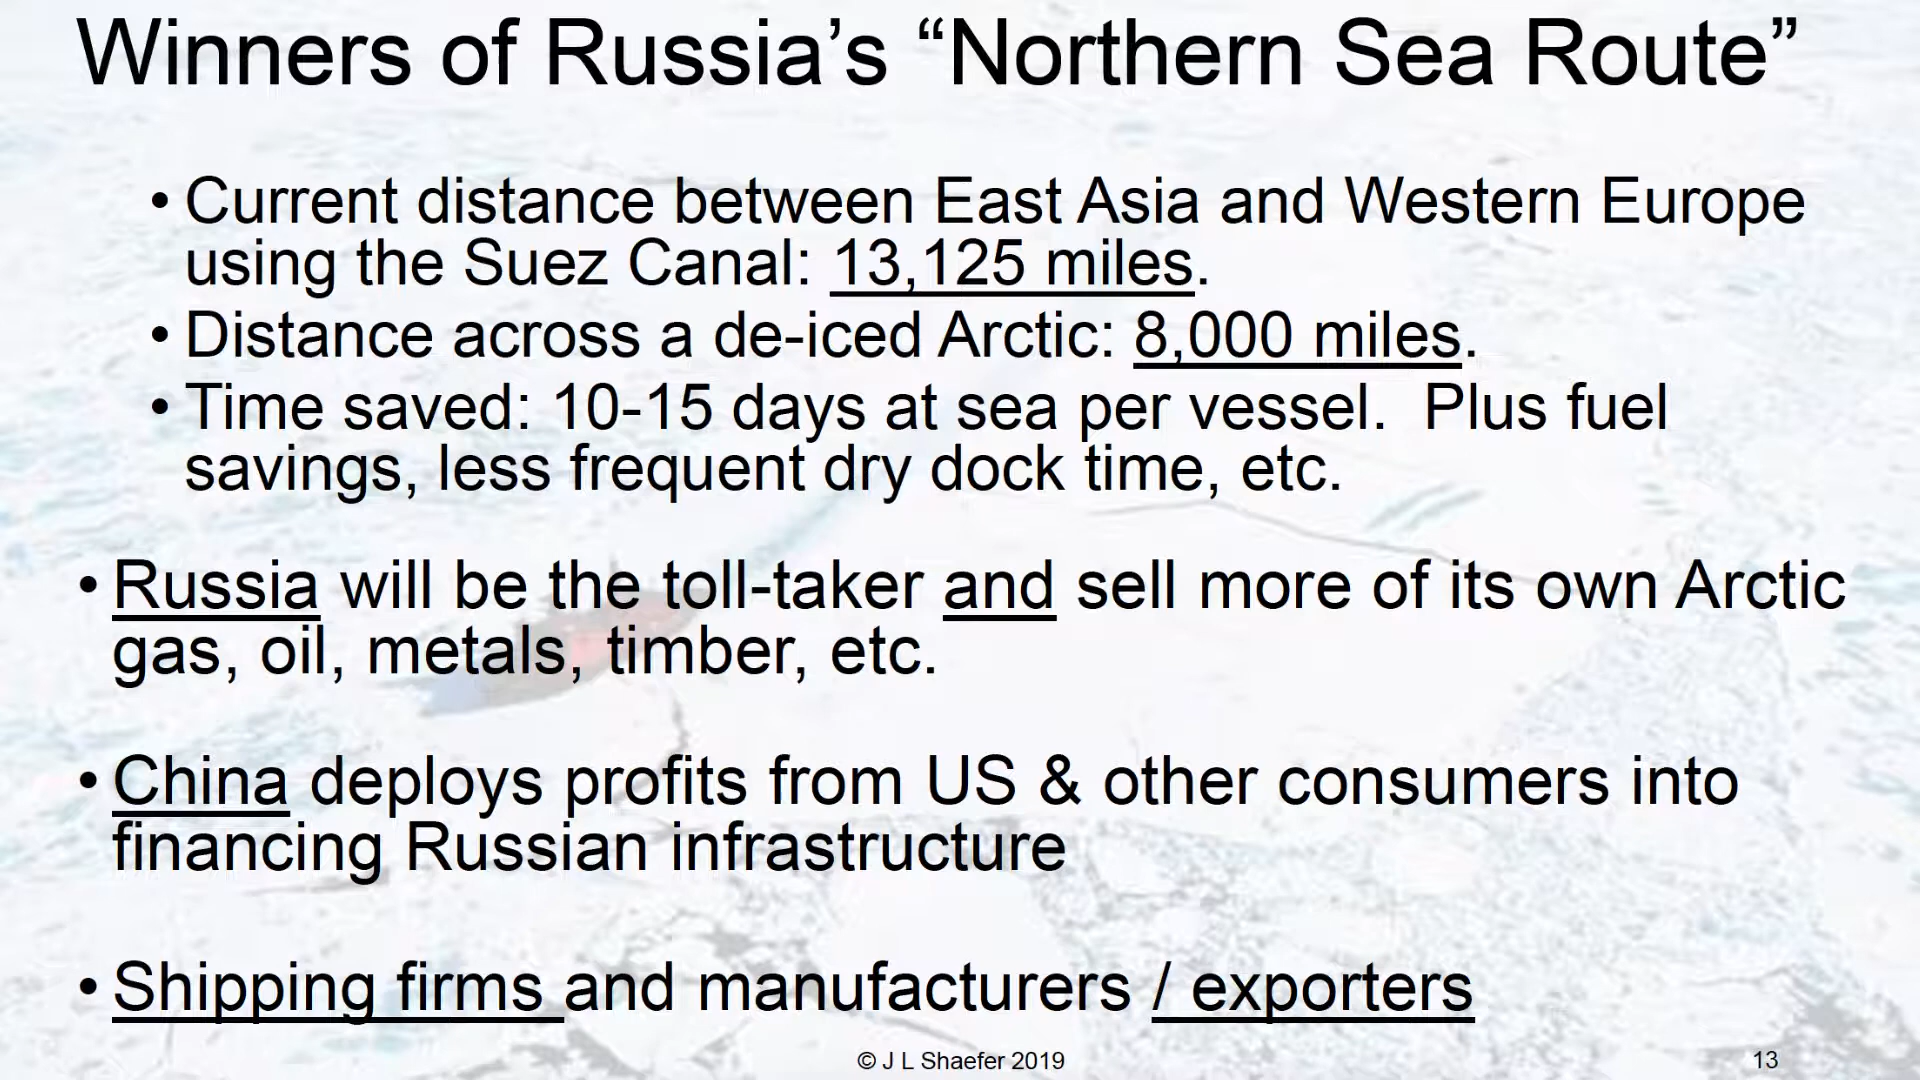 Winners of Russia’s “Northern Sea Route”
• Current distance between East Asia and Western Europe
using the Suez Canal: 13,125 miles.
• Distance across a de-iced Arctic: 8,000 miles.
• Time saved: 10-15 days at sea per vessel.  Plus fuel
savings, less frequent dry dock time, etc.
• Russia will be the toll-taker and sell more of its own Arctic
gas, oil, metals, timber, etc.
• China deploys profits from US & other consumers into
financing Russian infrastructure
• Shipping firms and manufacturers / exporters
© J L Shaefer 2019
13